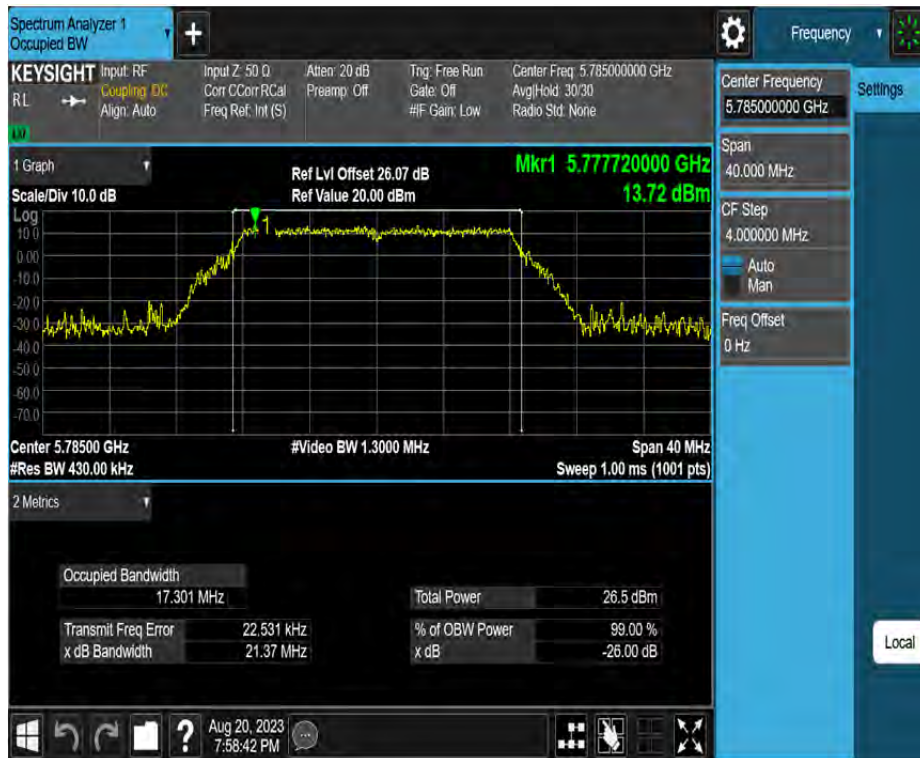 Spectrum Analyzer 1
Occupied BW
+
Frequency
KEYSIGHT
RL
Input: RF
Coupling: DC
Align: Auto
Input Z: 50 Ω
Corr CCorr RCal
Freq Ref: Int (S)
Atten: 20 dB
Preamp: Off
Trig: Free Run
Gate: Off
#IF Gain: Low
Center Freq: 5.785000000 GHz
Avg|Hold: 30/30
Radio Std: None
1 Graph
Scale/Div 10.0 dB
Ref Lvl Offset 26.07 dB
Ref Value 20.00 dBm
Mkr1 5.777720000 GHz
13.72 dBm
Log
10.0
0.00
-10.0
-20.0
-30.0
-40.0
-50.0
-60.0
-70.0
1
Center 5.78500 GHz
#Res BW 430.00 kHz
#Video BW 1.3000 MHz
Span 40 MHz
Sweep 1.00 ms (1001 pts)
2 Metrics
Occupied Bandwidth
17.301 MHz
Total Power 26.5 dBm
Transmit Freq Error 22.531 kHz
% of OBW Power 99.00 %
x dB Bandwidth 21.37 MHz
x dB -26.00 dB
Center Frequency
5.785000000 GHz
Settings
Span
40.000 MHz
CF Step
4.000000 MHz
Auto
Man
Freq Offset
0 Hz
Local
?
Aug 20, 2023
7:58:42 PM